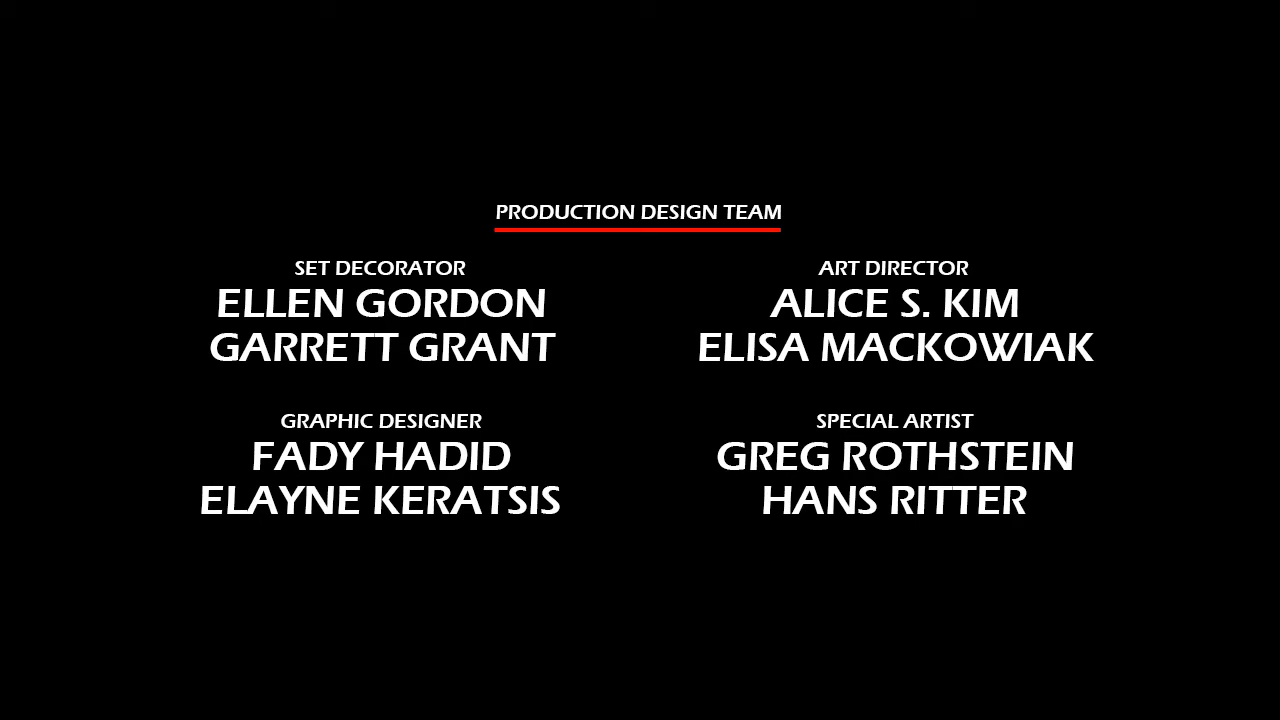 PRODUCTION DESIGN TEAM
SET DECORATOR
ELLEN GORDON
GARRETT GRANT
ART DIRECTOR
ALICE S. KIM
ELISA MACKOWIAK
GRAPHIC DESIGNER
FADY HADID
ELAYNE KERATSIS
SPECIAL ARTIST
GREG ROTHSTEIN
HANS RITTER